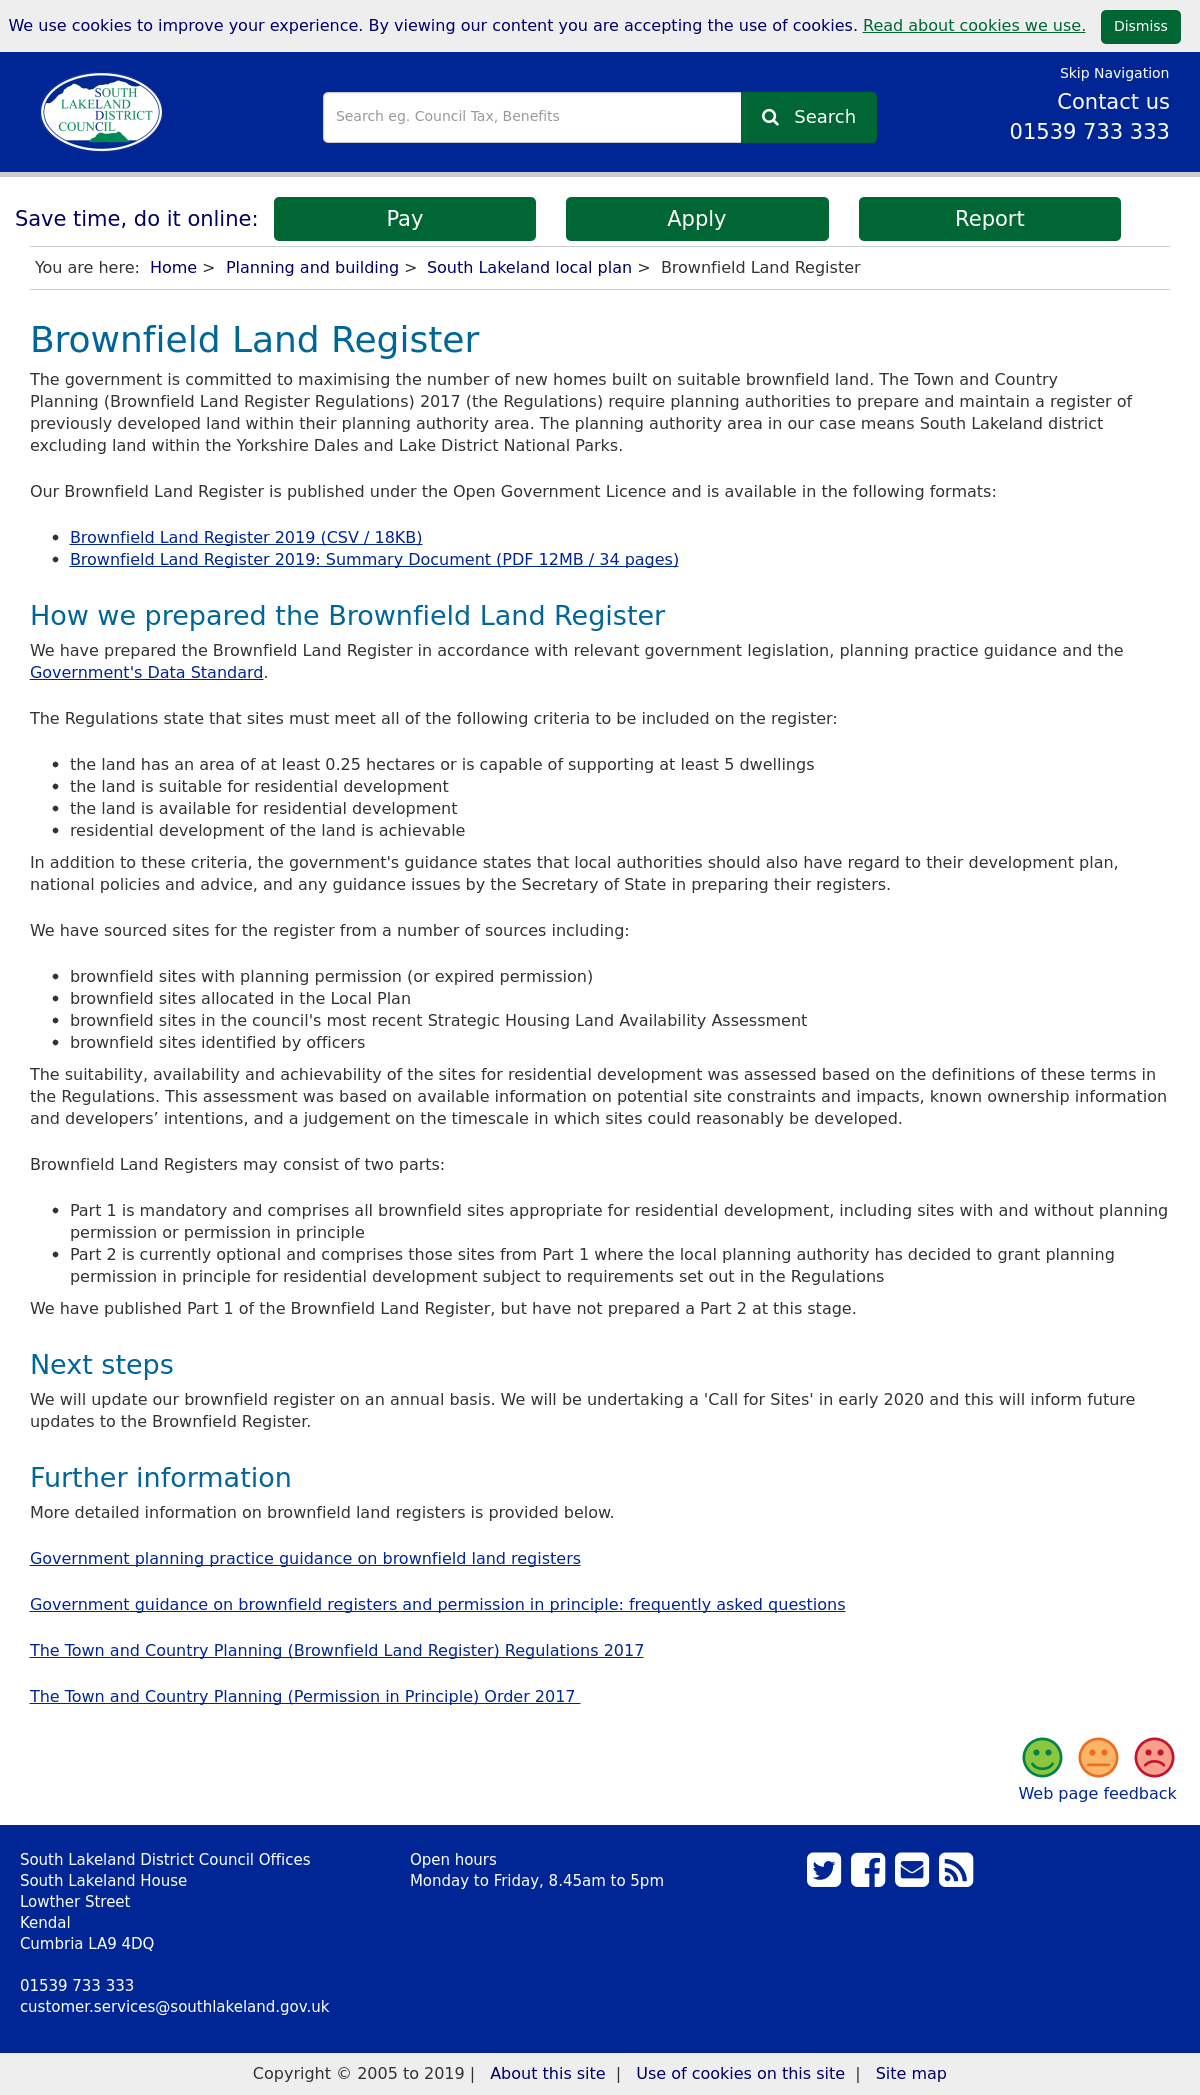 We use cookies to improve your experience. By viewing our content you are accepting the use of cookies. Read about cookies we use. Dismiss
Skip Navigation
SOUTH
LAKELAND
DISTRICT
COUNCIL
Search eg. Council Tax, Benefits
Search
Contact us
01539 733 333
Save time, do it online: Pay Apply Report
You are here: Home > Planning and building > South Lakeland local plan > Brownfield Land Register
Brownfield Land Register
The government is committed to maximising the number of new homes built on suitable brownfield land. The Town and Country
Planning (Brownfield Land Register Regulations) 2017 (the Regulations) require planning authorities to prepare and maintain a register of
previously developed land within their planning authority area. The planning authority area in our case means South Lakeland district
excluding land within the Yorkshire Dales and Lake District National Parks.
Our Brownfield Land Register is published under the Open Government Licence and is available in the following formats:
• Brownfield Land Register 2019 (CSV / 18KB)
• Brownfield Land Register 2019: Summary Document (PDF 12MB / 34 pages)
How we prepared the Brownfield Land Register
We have prepared the Brownfield Land Register in accordance with relevant government legislation, planning practice guidance and the
Government's Data Standard.
The Regulations state that sites must meet all of the following criteria to be included on the register:
• the land has an area of at least 0.25 hectares or is capable of supporting at least 5 dwellings
• the land is suitable for residential development
• the land is available for residential development
• residential development of the land is achievable
In addition to these criteria, the government's guidance states that local authorities should also have regard to their development plan,
national policies and advice, and any guidance issues by the Secretary of State in preparing their registers.
We have sourced sites for the register from a number of sources including:
• brownfield sites with planning permission (or expired permission)
• brownfield sites allocated in the Local Plan
• brownfield sites in the council's most recent Strategic Housing Land Availability Assessment
• brownfield sites identified by officers
The suitability, availability and achievability of the sites for residential development was assessed based on the definitions of these terms in
the Regulations. This assessment was based on available information on potential site constraints and impacts, known ownership information
and developers’ intentions, and a judgement on the timescale in which sites could reasonably be developed.
Brownfield Land Registers may consist of two parts:
• Part 1 is mandatory and comprises all brownfield sites appropriate for residential development, including sites with and without planning
permission or permission in principle
• Part 2 is currently optional and comprises those sites from Part 1 where the local planning authority has decided to grant planning
permission in principle for residential development subject to requirements set out in the Regulations
We have published Part 1 of the Brownfield Land Register, but have not prepared a Part 2 at this stage.
Next steps
We will update our brownfield register on an annual basis. We will be undertaking a 'Call for Sites' in early 2020 and this will inform future
updates to the Brownfield Register.
Further information
More detailed information on brownfield land registers is provided below.
Government planning practice guidance on brownfield land registers
Government guidance on brownfield registers and permission in principle: frequently asked questions
The Town and Country Planning (Brownfield Land Register) Regulations 2017
The Town and Country Planning (Permission in Principle) Order 2017
Web page feedback
South Lakeland District Council Offices
South Lakeland House
Lowther Street
Kendal
Cumbria LA9 4DQ
01539 733 333
customer.services@southlakeland.gov.uk
Open hours
Monday to Friday, 8.45am to 5pm
Copyright © 2005 to 2019 | About this site | Use of cookies on this site | Site map